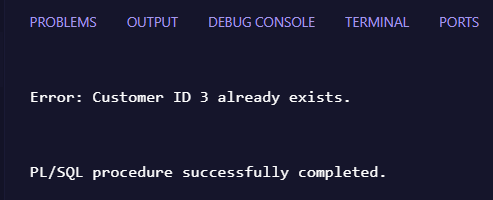 PROBLEMS OUTPUT DEBUG CONSOLE TERMINAL PORTS
Error: Customer ID 3 already exists.
PL/SQL procedure successfully completed.